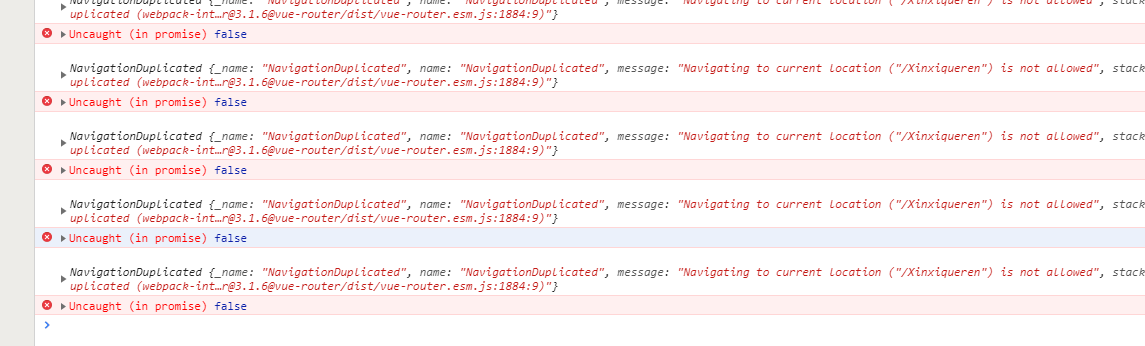 NavigationDuplicated {_name: "NavigationDuplicated", name: "NavigationDuplicated", message: "Navigating to current location ("/Xinxiqueren") is not allowed", stack
uplicated (webpack-int…r@3.1.6@vue-router/dist/vue-router.esm.js:1884:9)"}
Uncaught (in promise) false
NavigationDuplicated {_name: "NavigationDuplicated", name: "NavigationDuplicated", message: "Navigating to current location ("/Xinxiqueren") is not allowed", stack
uplicated (webpack-int…r@3.1.6@vue-router/dist/vue-router.esm.js:1884:9)"}
Uncaught (in promise) false
NavigationDuplicated {_name: "NavigationDuplicated", name: "NavigationDuplicated", message: "Navigating to current location ("/Xinxiqueren") is not allowed", stack
uplicated (webpack-int…r@3.1.6@vue-router/dist/vue-router.esm.js:1884:9)"}
Uncaught (in promise) false
NavigationDuplicated {_name: "NavigationDuplicated", name: "NavigationDuplicated", message: "Navigating to current location ("/Xinxiqueren") is not allowed", stack
uplicated (webpack-int…r@3.1.6@vue-router/dist/vue-router.esm.js:1884:9)"}
Uncaught (in promise) false
NavigationDuplicated {_name: "NavigationDuplicated", name: "NavigationDuplicated", message: "Navigating to current location ("/Xinxiqueren") is not allowed", stack
uplicated (webpack-int…r@3.1.6@vue-router/dist/vue-router.esm.js:1884:9)"}
Uncaught (in promise) false